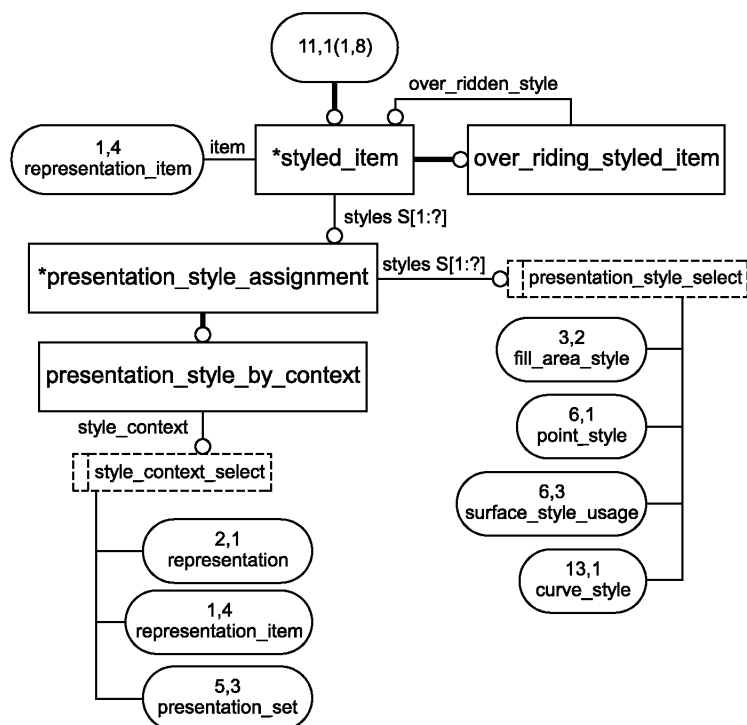 11,1(1,8)
over_ridden_style
1,4
representation_item
item
*styled_item
over_riding_styled_item
styles S[1:?]
*presentation_style_assignment
styles S[1:?]
presentation_style_select
3,2
fill_area_style
presentation_style_by_context
6,1
point_style
style_context
style_context_select
6,3
surface_style_usage
2,1
representation
13,1
curve_style
1,4
representation_item
5,3
presentation_set